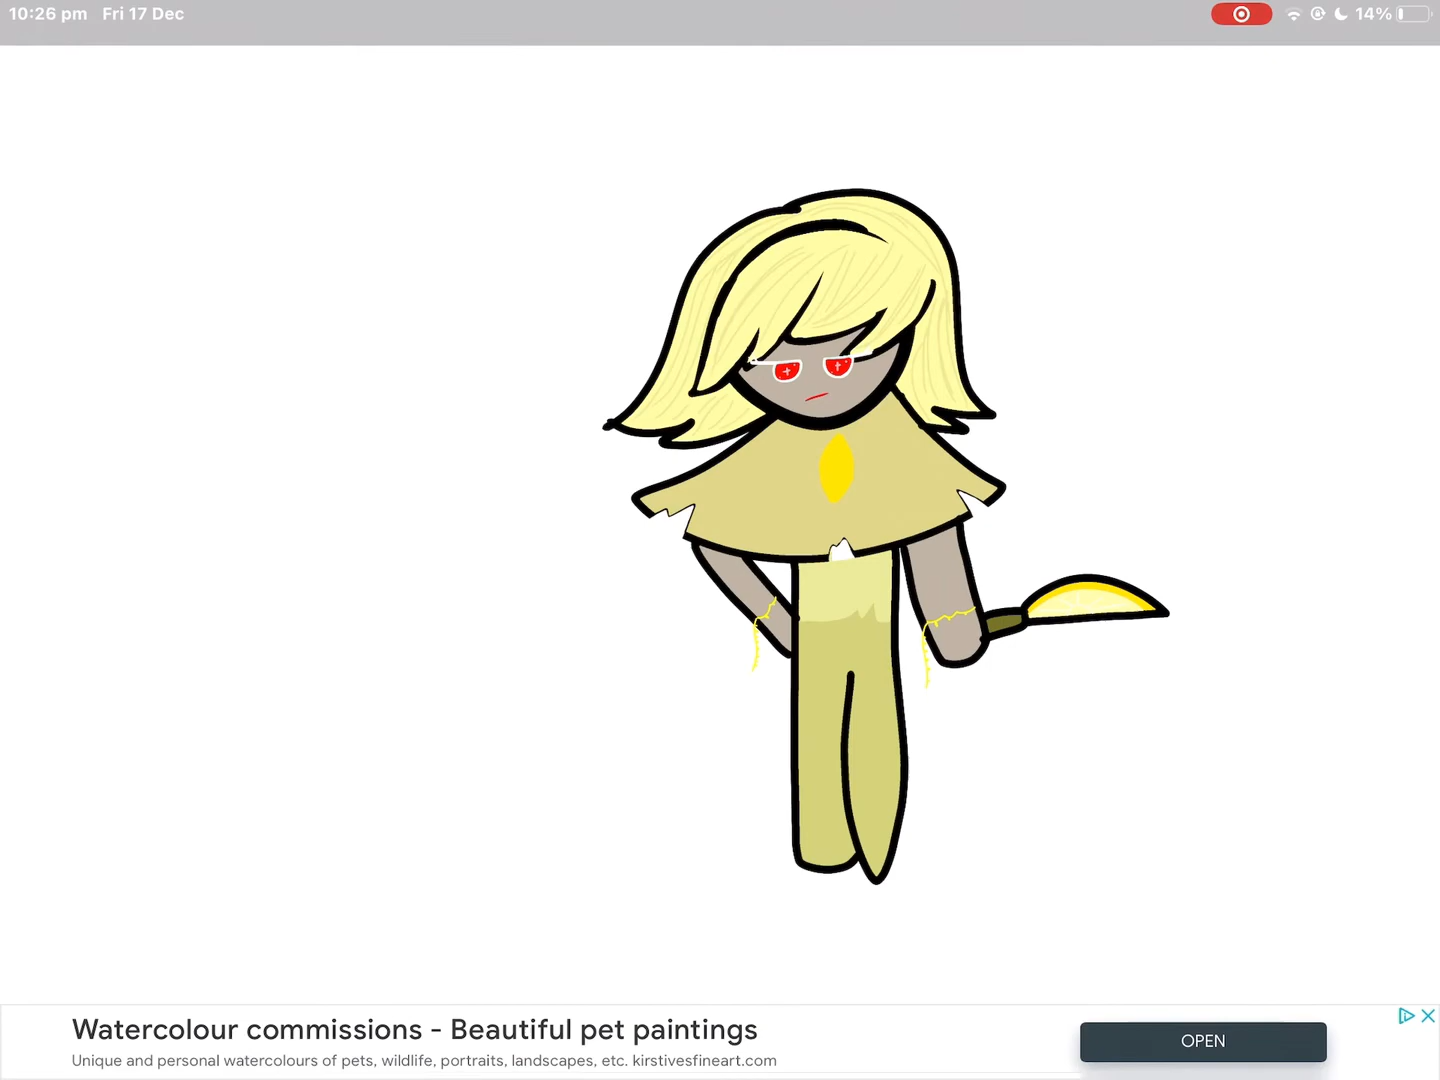 10:26 pm Fri 17 Dec
14%
Watercolour commissions - Beautiful pet paintings
Unique and personal watercolours of pets, wildlife, portraits, landscapes, etc. kirstivesfineart.com
OPEN